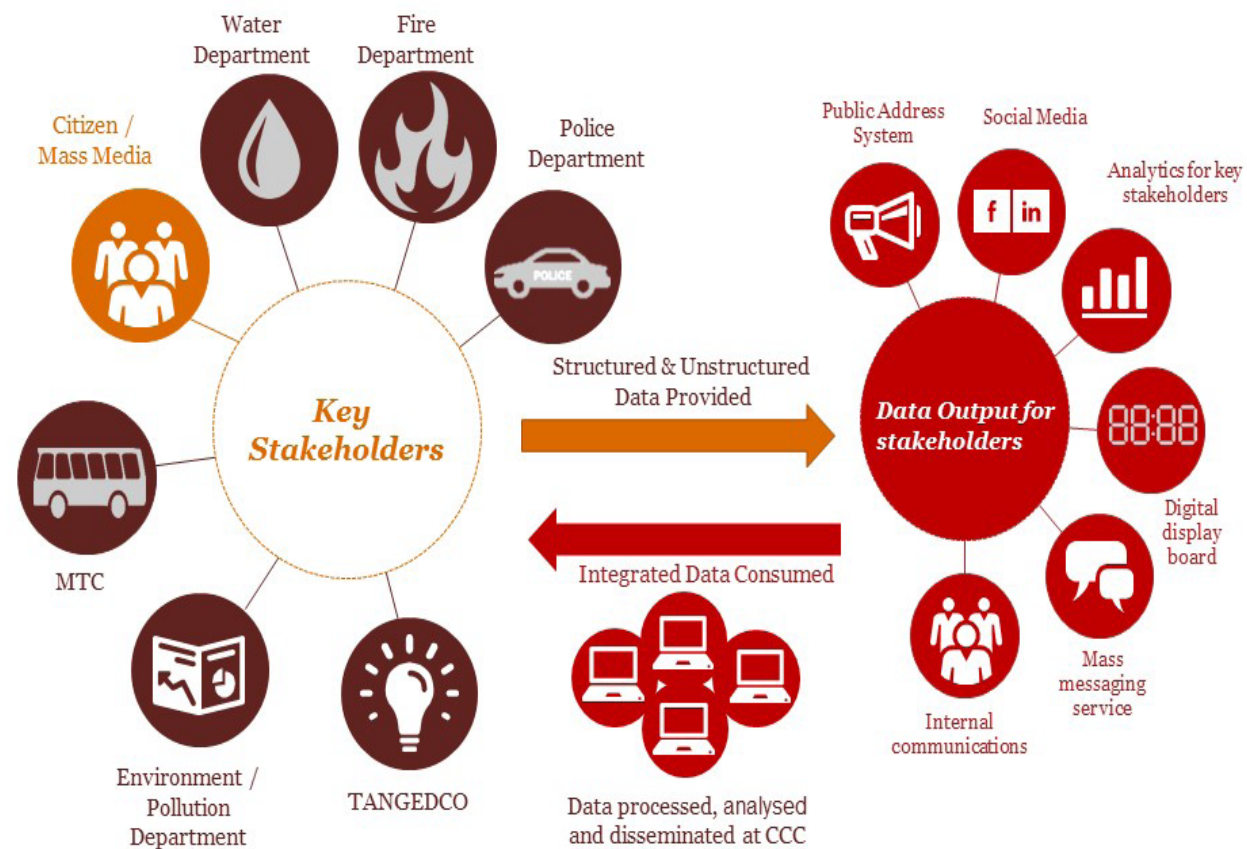 Water
Department
Fire
Department
Citizen /
Mass Media
Police
Department
POLICE
Key
Stakeholders
MTC
Environment /
Pollution
Department
TANGEDCO
Structured & Unstructured
Data Provided
Integrated Data Consumed
Data processed, analysed
and disseminated at CCC
Public Address
System
Social Media
f in
Analytics for key
stakeholders
Data Output for
stakeholders
88:88
Digital
display
board
Mass
messaging
service
Internal
communications